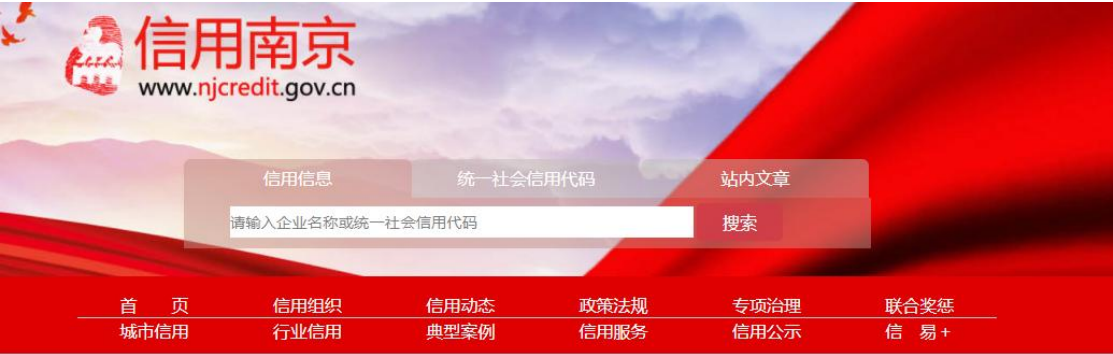 信用南京
www.njcredit.gov.cn
信用信息 统一社会信用代码 站内文章
请输入企业名称或统一社会信用代码 搜索
首 页 信用组织 信用动态 政策法规 专项治理 联合奖惩
城市信用 行业信用 典型案例 信用服务 信用公示 信 易+